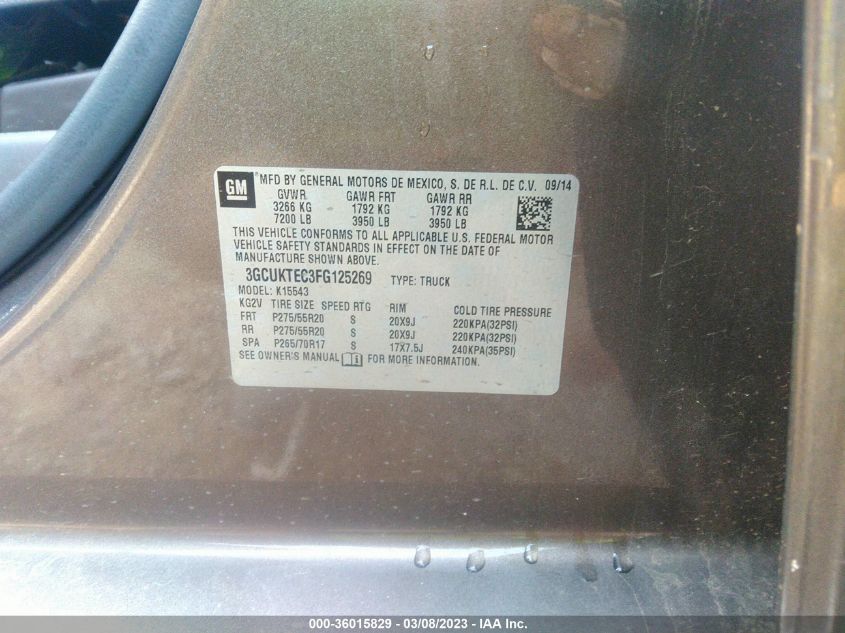 GM MFD BY GENERAL MOTORS DE MEXICO, S. DE R.L. DE C.V. 09/14
GVWR GAWR FRT GAWR RR
3266 KG 1792 KG 1792 KG
7200 LB 3950 LB 3950 LB
THIS VEHICLE CONFORMS TO ALL APPLICABLE U.S. FEDERAL MOTOR
VEHICLE SAFETY STANDARDS IN EFFECT ON THE DATE OF
MANUFACTURE SHOWN ABOVE.
3GCUKTEC3FG125269 TYPE: TRUCK
MODEL: K15543
KG2V TIRE SIZE SPEED RTG RIM COLD TIRE PRESSURE
FRT P275/55R20 S 20X9J 220KPA(32PSI)
RR P275/55R20 S 20X9J 220KPA(32PSI)
SPA P265/70R17 S 17X7.5J 240KPA(35PSI)
SEE OWNER'S MANUAL i FOR MORE INFORMATION.
000-36015829 - 03/08/2023 - IAA Inc.